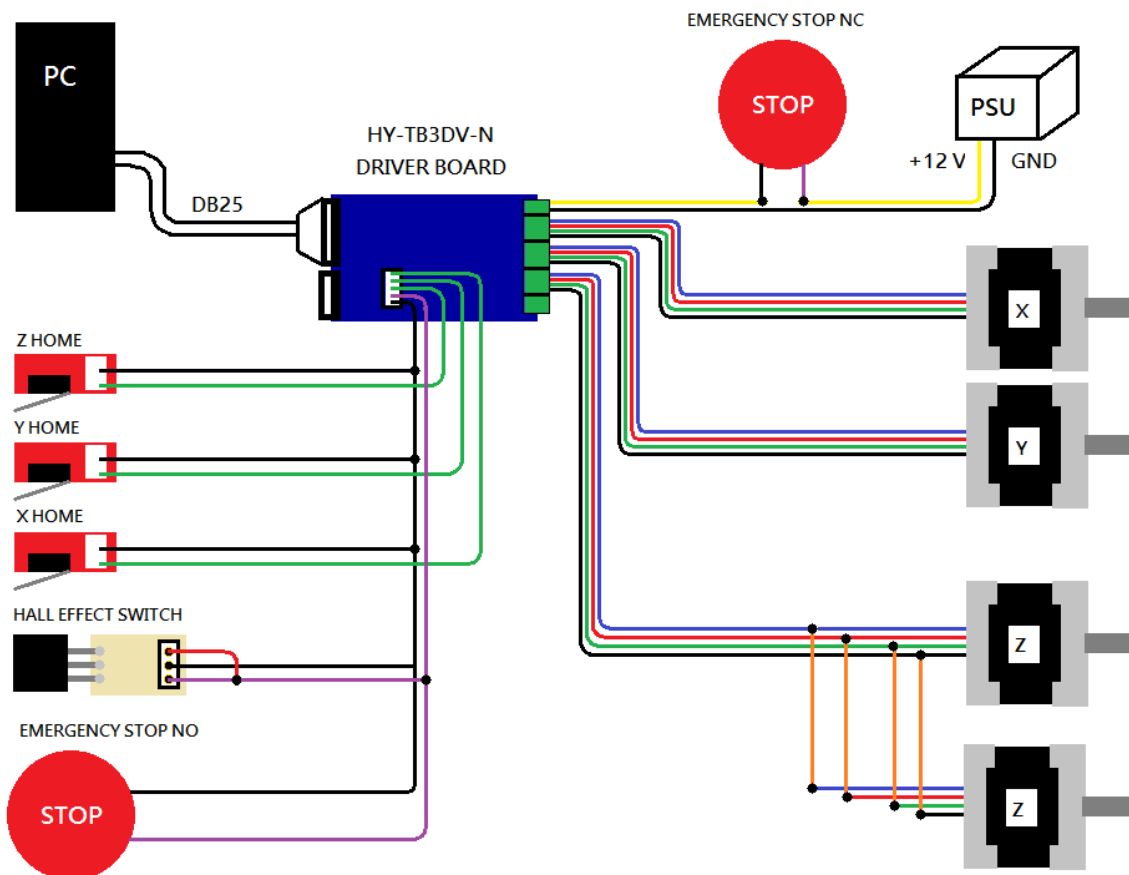 EMERGENCY STOP NC
PC
STOP
PSU
HY-TB3DV-N
DRIVER BOARD
+12 V
GND
DB25
X
Z HOME
Y HOME
Y
X HOME
HALL EFFECT SWITCH
Z
EMERGENCY STOP NO
STOP
Z